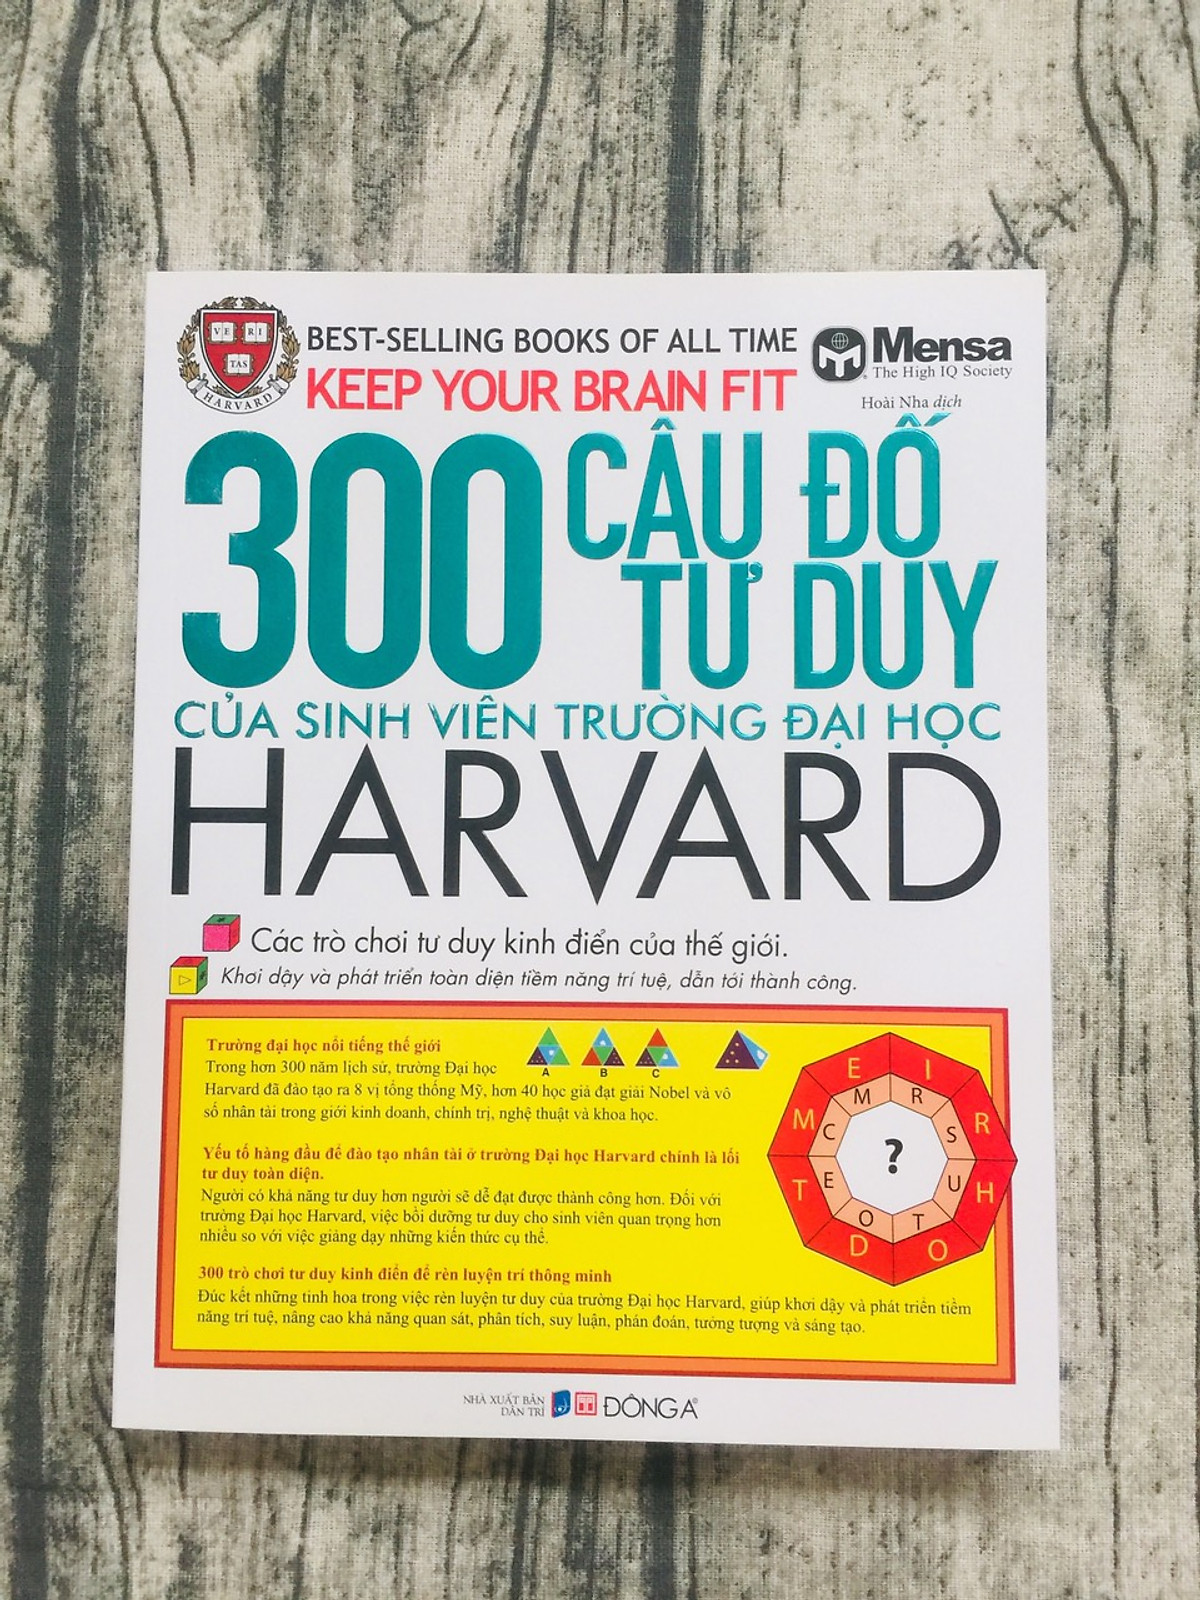 VE RI
TAS
HARVARD
BEST-SELLING BOOKS OF ALL TIME
KEEP YOUR BRAIN FIT
Mensa
The High IQ Society
Hoài Nha dịch
300 CÂU ĐỐ
TƯ DUY
CỦA SINH VIÊN TRƯỜNG ĐẠI HỌC
HARVARD
Các trò chơi tư duy kinh điển của thế giới.
Khơi dậy và phát triển toàn diện tiềm năng trí tuệ, dẫn tới thành công.
Trường đại học nổi tiếng thế giới
Trong hơn 300 năm lịch sử, trường Đại học
Harvard đã đào tạo ra 8 vị tổng thống Mỹ, hơn 40 học giả đạt giải Nobel và vô
số nhân tài trong giới kinh doanh, chính trị, nghệ thuật và khoa học.
A B C
Yếu tố hàng đầu để đào tạo nhân tài ở trường Đại học Harvard chính là lối
tư duy toàn diện.
Người có khả năng tư duy hơn người sẽ dễ đạt được thành công hơn. Đối với
trường Đại học Harvard, việc bồi dưỡng tư duy cho sinh viên quan trọng hơn
nhiều so với việc giảng dạy những kiến thức cụ thể.
E I
M R
M C S R
?
T E U H
O T
D O
300 trò chơi tư duy kinh điển để rèn luyện trí thông minh
Đúc kết những tinh hoa trong việc rèn luyện tư duy của trường Đại học Harvard, giúp khơi dậy và phát triển tiềm
năng trí tuệ, nâng cao khả năng quan sát, phân tích, suy luận, phán đoán, tưởng tượng và sáng tạo.
NHÀ XUẤT BẢN
DÂN TRÍ
ĐÔNG A